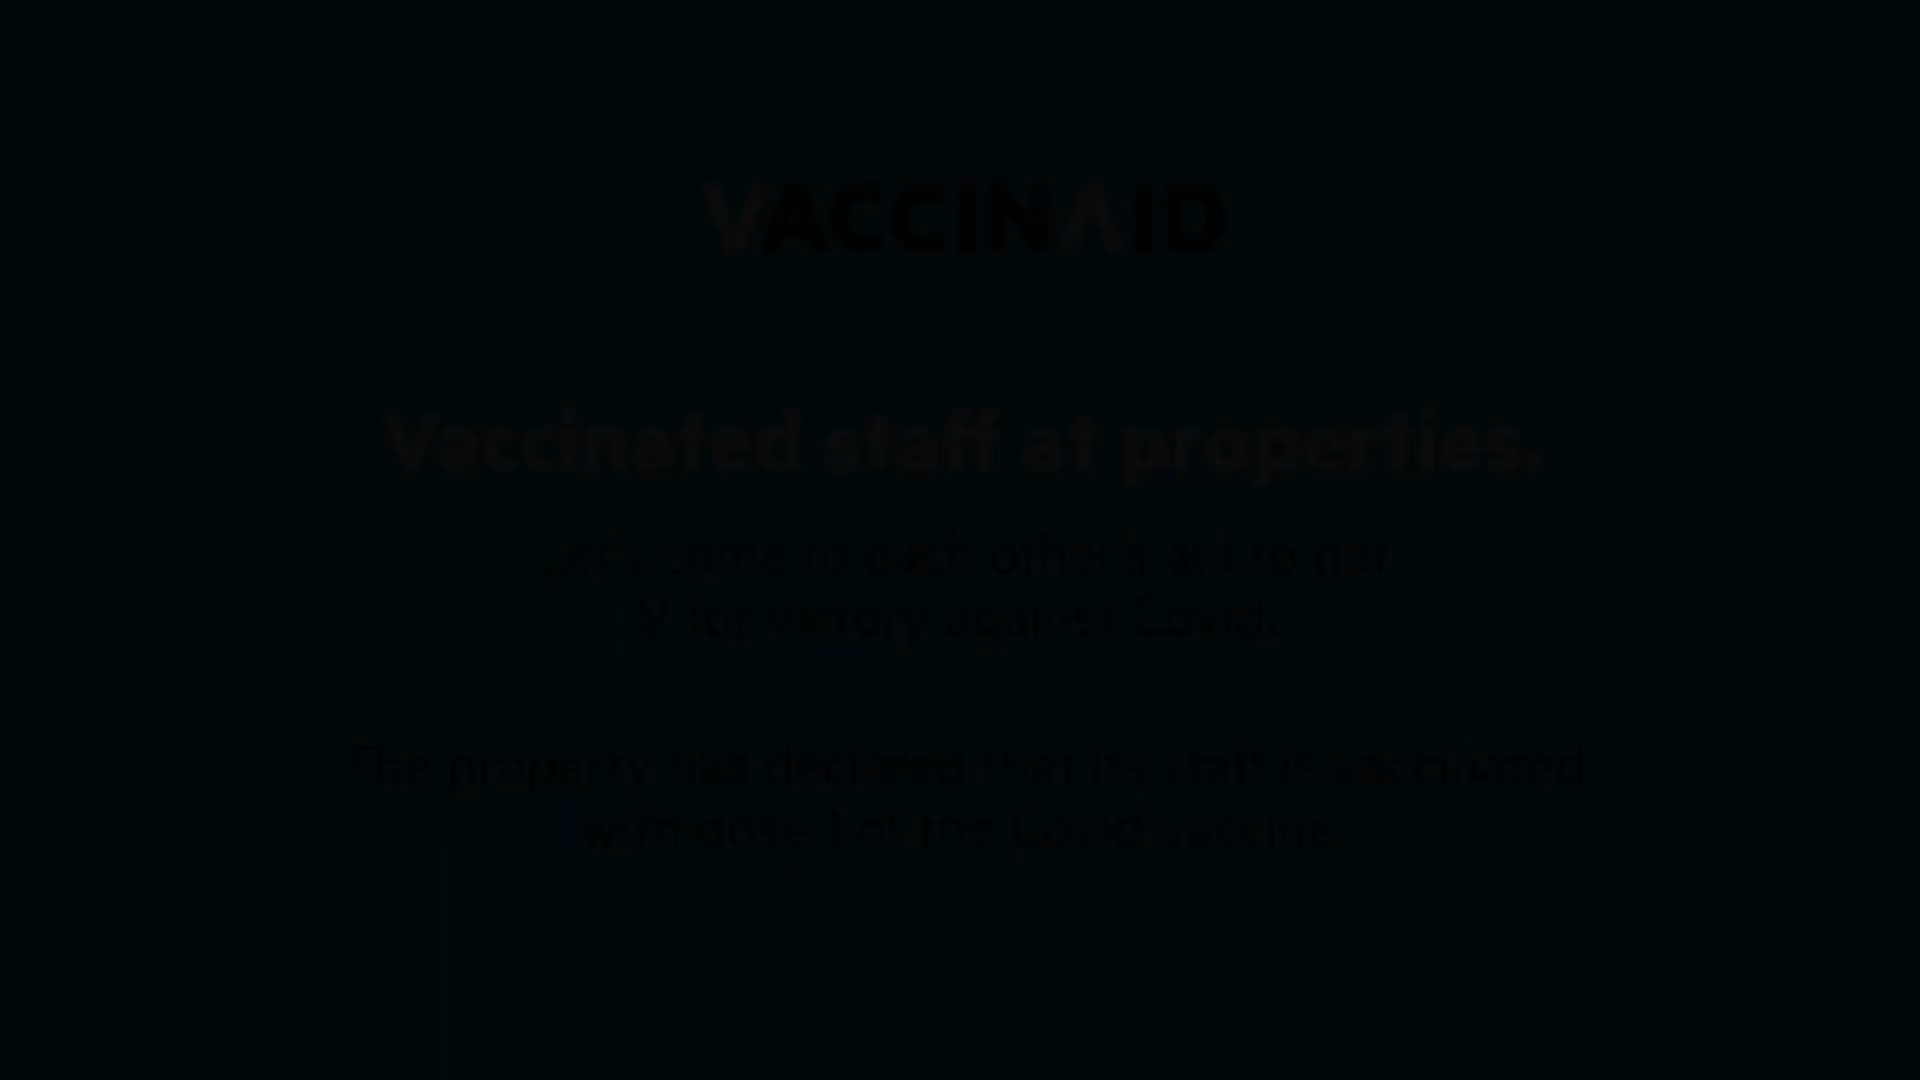 VACCINAID
Vaccinated staff at properties.
Let's come to each other's aid to get
V for victory against Covid.
The property has declared that its staff is vaccinated
with dose 1 of the Covid vaccine.